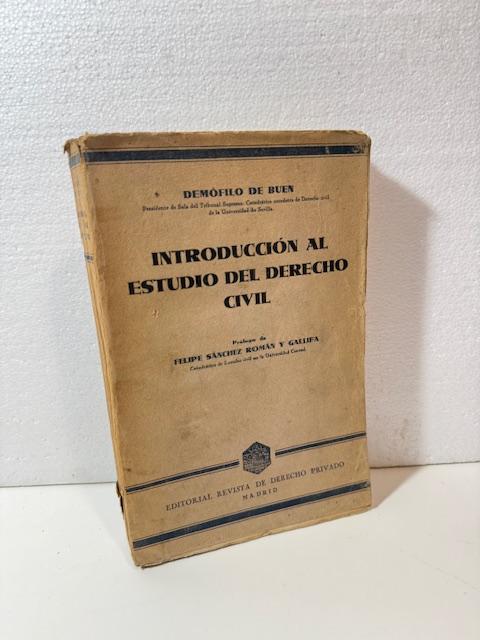 DEMÓFILO DE BUEN
Presidente de Sala del Tribunal Supremo. Catedrático excedente de Derecho civil
de la Universidad de Sevilla.
INTRODUCCIÓN AL
ESTUDIO DEL DERECHO
CIVIL
Prólogo de
FELIPE SÁNCHEZ ROMÁN Y GALLIFA
Catedrático de Derecho civil en la Universidad Central
EDITORIAL REVISTA DE DERECHO PRIVADO
MADRID